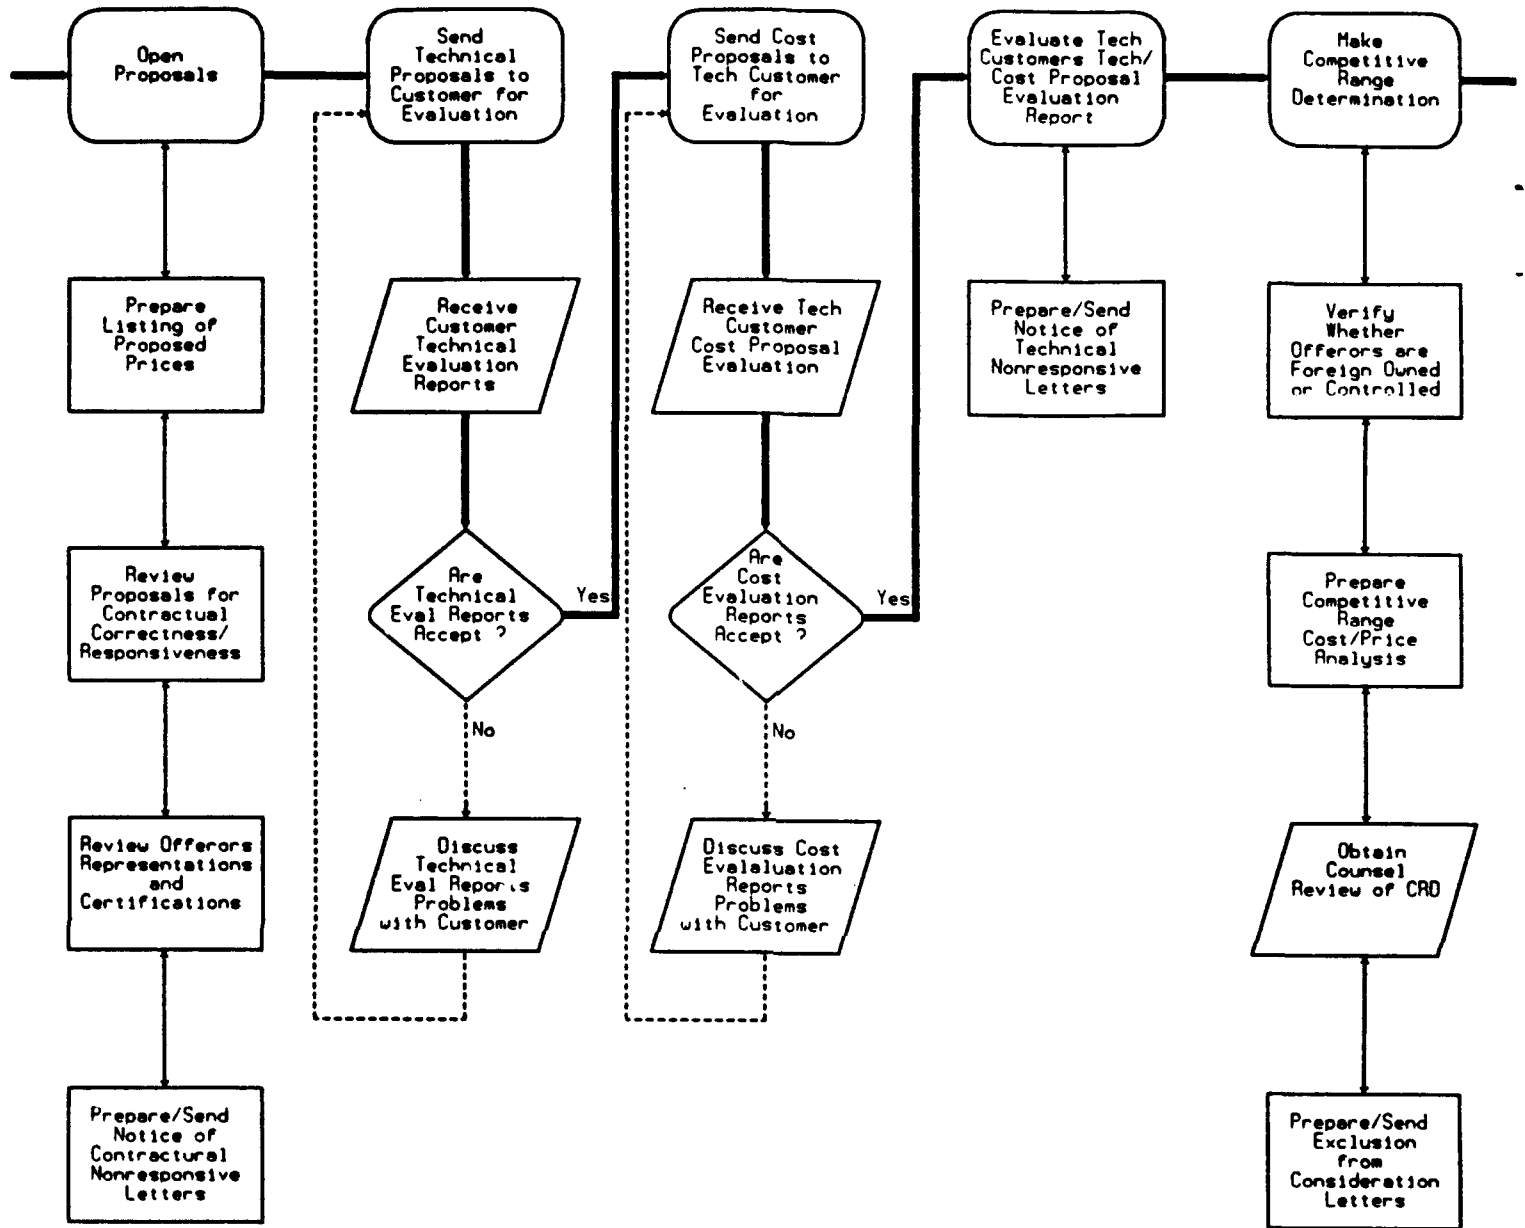 Open
Proposals
Send
Technical
Proposals to
Customer for
Evaluation
Send Cost
Proposals to
Tech Customer
for
Evaluation
Evaluate Tech
Customers Tech/
Cost Proposal
Evaluation
Report
Make
Competitive
Range
Determination
Prepare
Listing of
Proposed
Prices
Receive
Customer
Technical
Evaluation
Reports
Receive Tech
Customer
Cost Proposal
Evaluation
Prepare/Send
Notice of
Technical
Nonresponsive
Letters
Verify
Whether
Offerors are
Foreign Owned
or Controlled
Review
Proposals for
Contractual
Correctness/
Responsiveness
Are
Technical
Eval Reports
Accept ?
Yes
No
Are
Cost
Evaluation
Reports
Accept ?
Yes
No
Prepare
Competitive
Range
Cost/Price
Analysis
Review Offerors
Representations
and
Certifications
Discuss
Technical
Eval Reports
Problems
with Customer
Discuss Cost
Evalaluation
Reports
Problems
with Customer
Obtain
Counsel
Review of CRD
Prepare/Send
Notice of
Contractural
Nonresponsive
Letters
Prepare/Send
Exclusion
from
Consideration
Letters